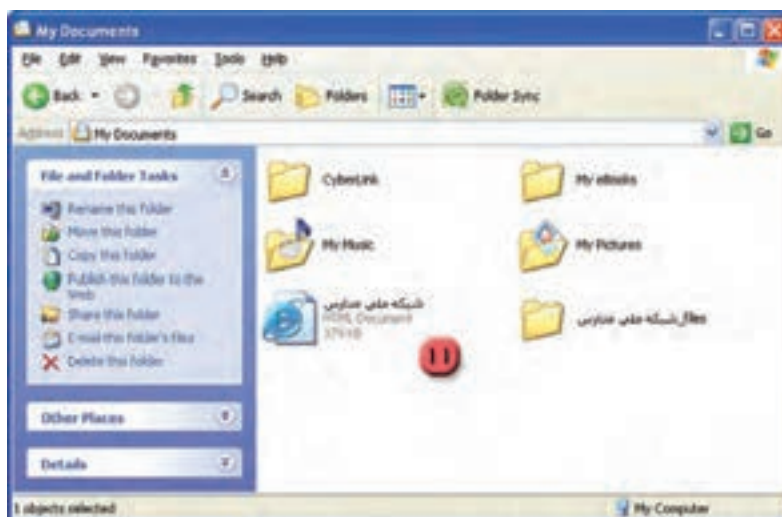 My Documents
File Edit View Favorites Tools Help
Back Search Folders Folder Sync
Address My Documents Go
File and Folder Tasks
Rename this folder
Move this folder
Copy this folder
Publish this folder to the
Web
Share this folder
E-mail this folder's files
Delete this folder
Other Places
Details
CyberLink
My eBooks
My Music
My Pictures
شبکه ملی مدارس
HTML Document
379 KB
شبکه ملی مدارس_files
11
1 objects selected
My Computer